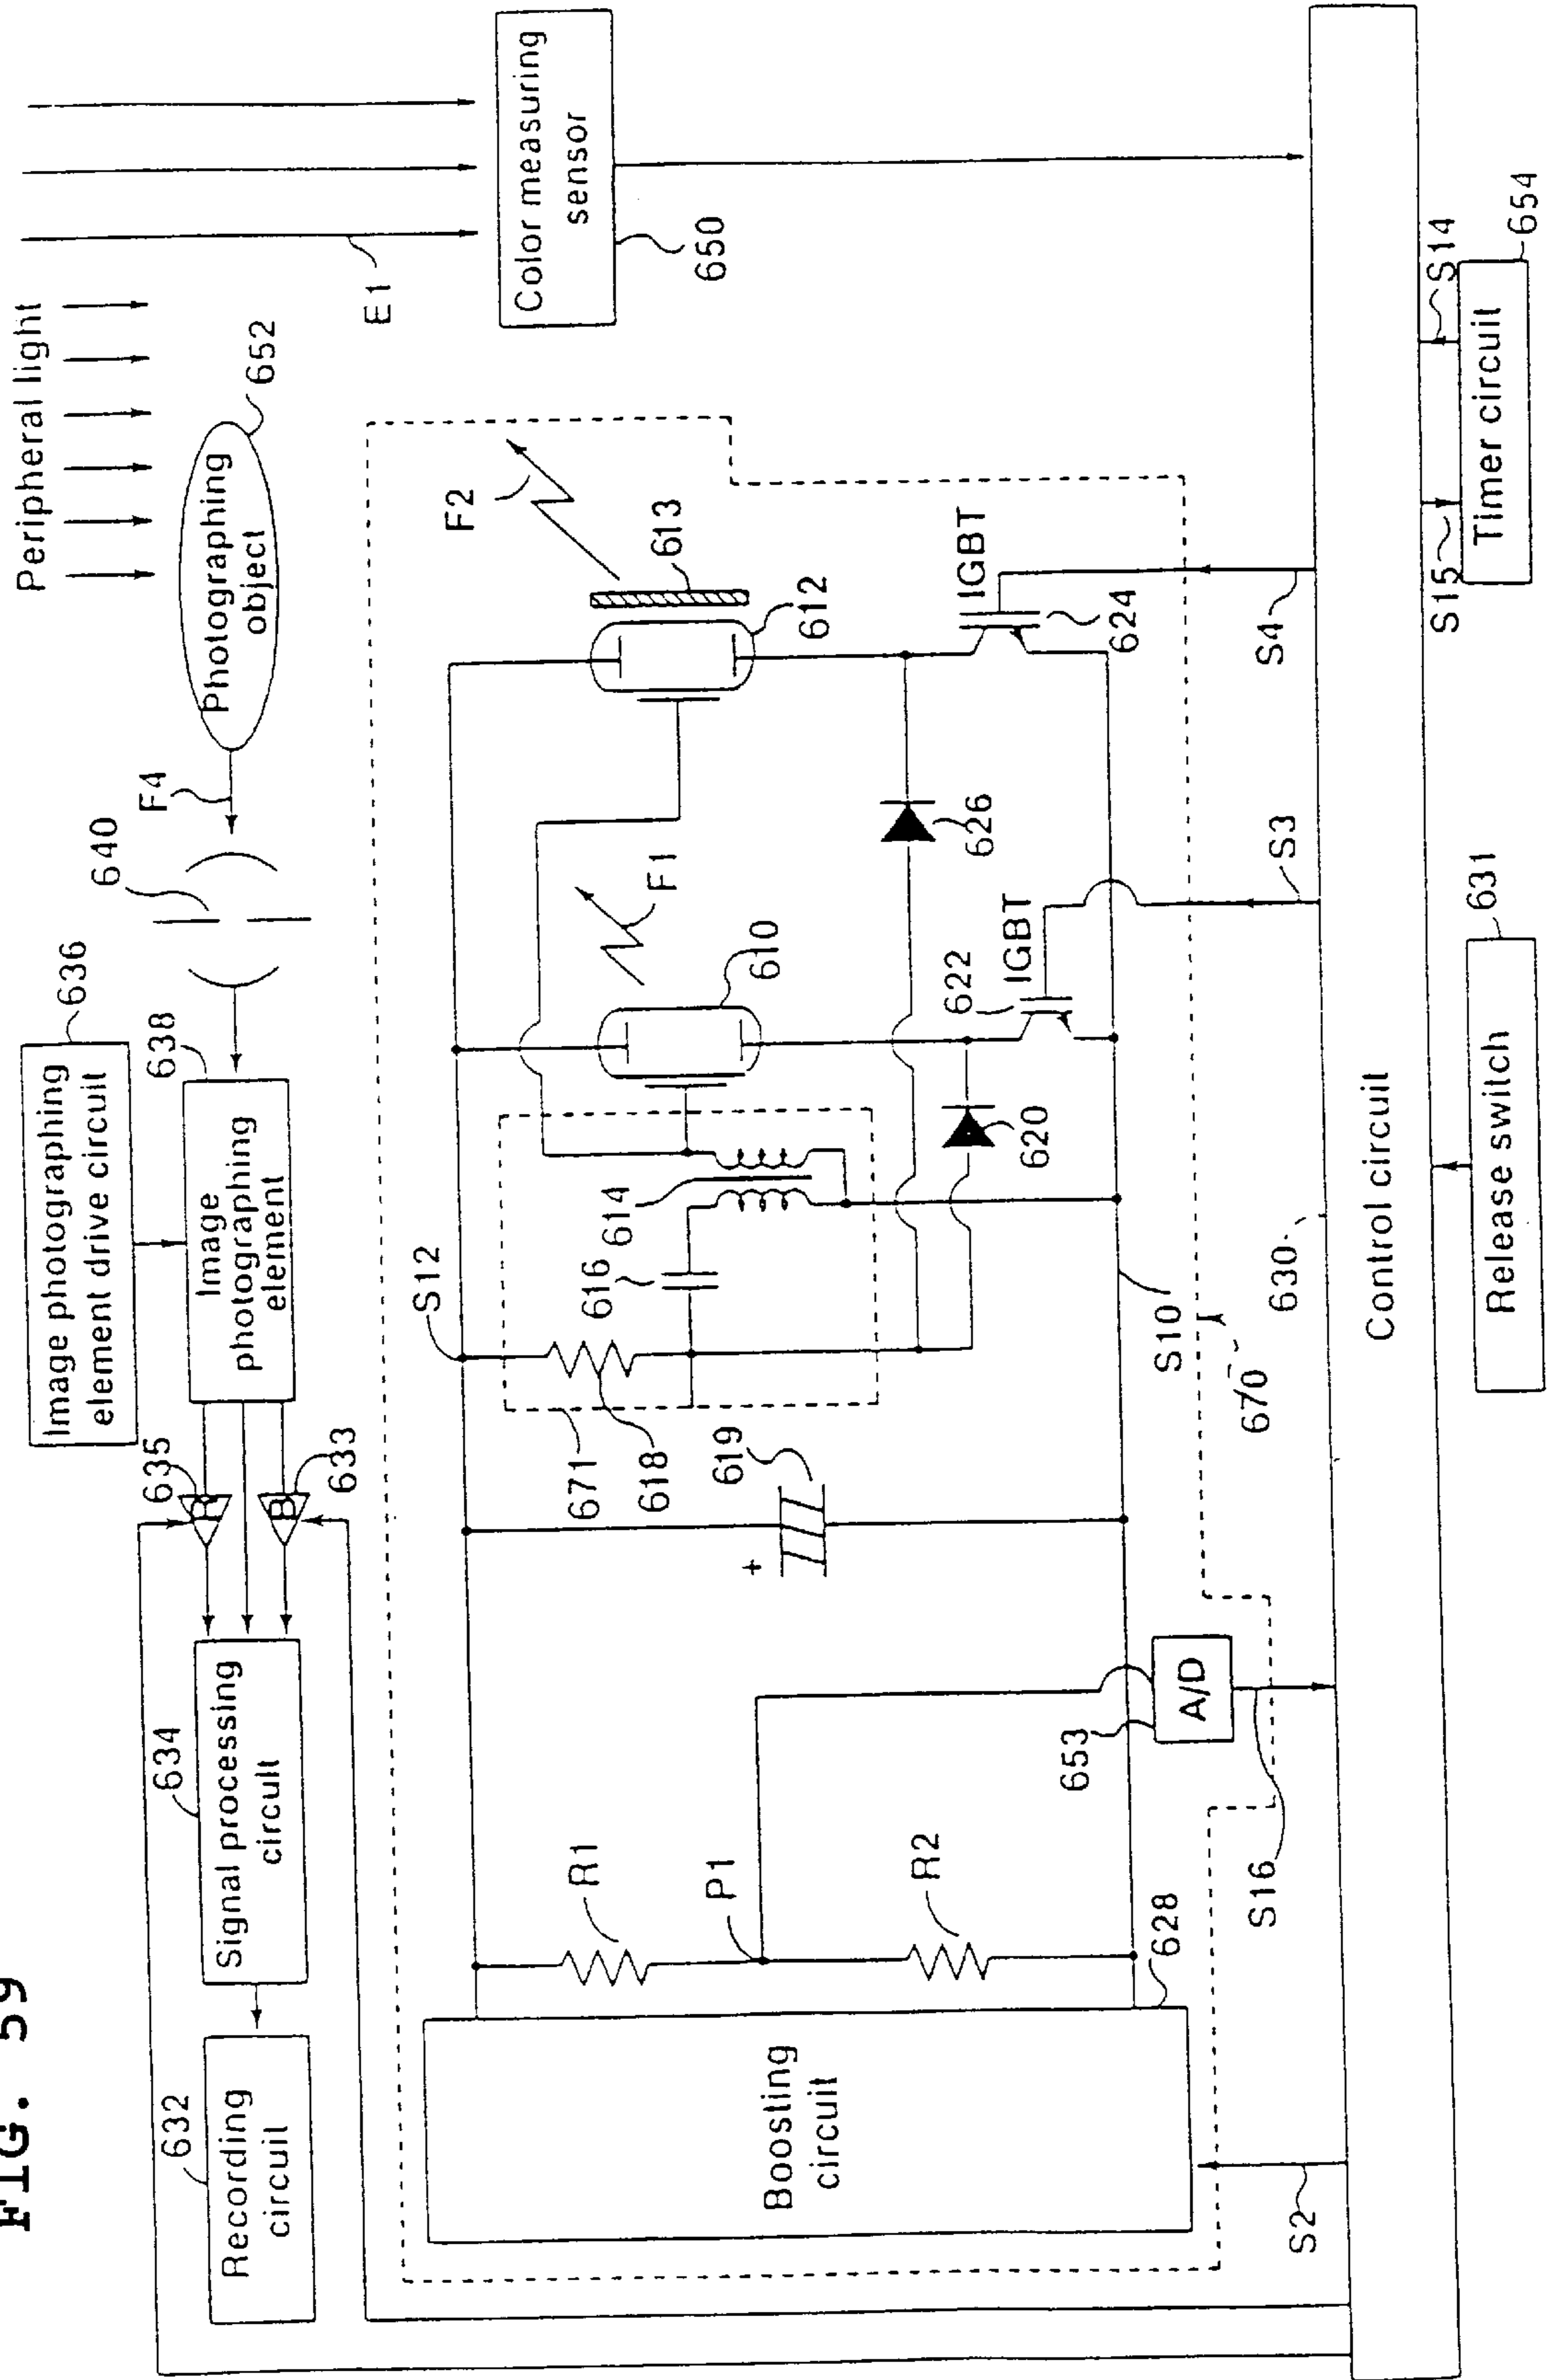 FIG. 59
Peripheral light
E1
Color measuring
sensor
650
Photographing
object
652
F4
640
Image photographing
element drive circuit
636
Image
photographing
element
638
635
R
B
633
Signal processing
circuit
634
Recording
circuit
632
Boosting
circuit
628
R1
P1
R2
A/D
653
S16
+
619
S12
671
618
616
614
620
626
610
F1
612
613
F2
IGBT
622
IGBT
624
S10
670
S2
S3
S4
630
Control circuit
Release switch
631
S15
S14
Timer circuit
654